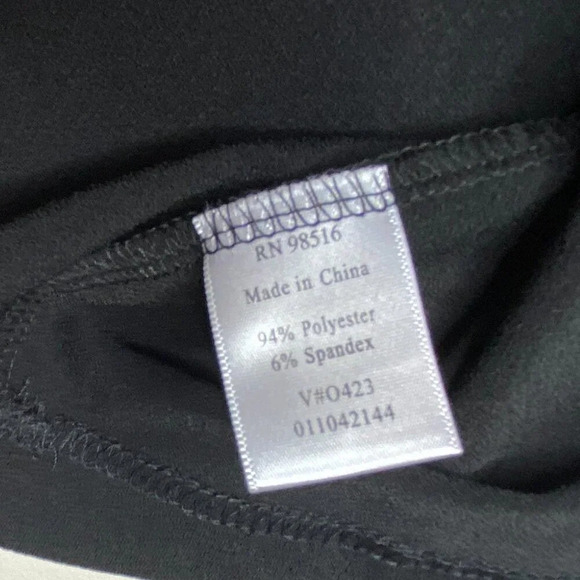 RN 98516
Made in China
94% Polyester
6% Spandex
V#O423
011042144